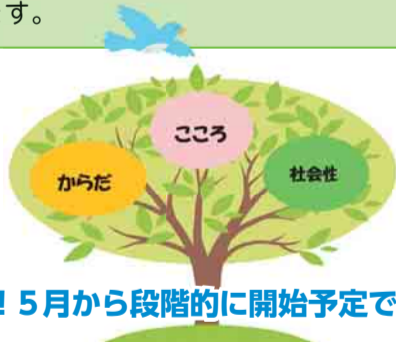 す。
こころ
からだ
社会性
！５月から段階的に開始予定で